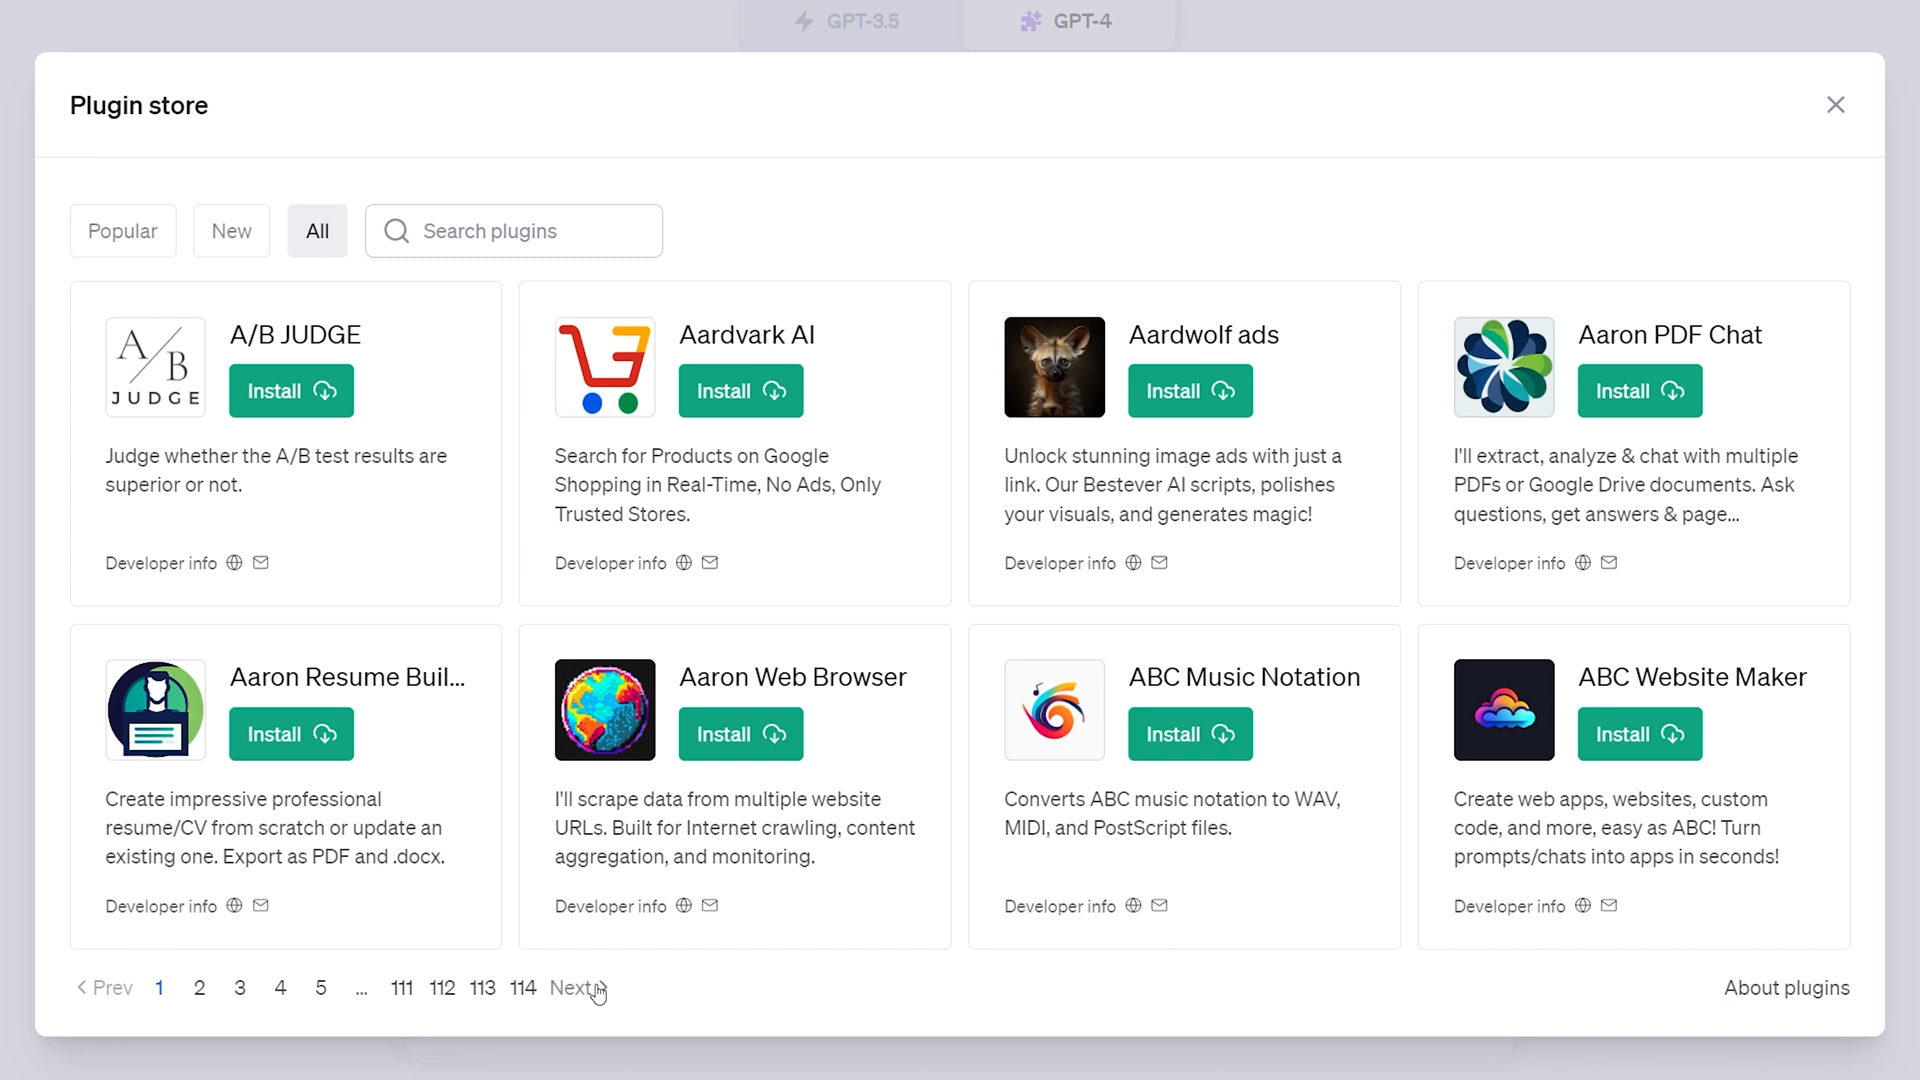 GPT-3.5
GPT-4
Plugin store
Popular
New
All
Search plugins
A/B JUDGE
Install
A/B
JUDGE
Judge whether the A/B test results are
superior or not.
Developer info
Aardvark AI
Install
Search for Products on Google
Shopping in Real-Time, No Ads, Only
Trusted Stores.
Developer info
Aardwolf ads
Install
Unlock stunning image ads with just a
link. Our Bestever AI scripts, polishes
your visuals, and generates magic!
Developer info
Aaron PDF Chat
Install
I'll extract, analyze & chat with multiple
PDFs or Google Drive documents. Ask
questions, get answers & page...
Developer info
Aaron Resume Buil...
Install
Create impressive professional
resume/CV from scratch or update an
existing one. Export as PDF and .docx.
Developer info
Aaron Web Browser
Install
I'll scrape data from multiple website
URLs. Built for Internet crawling, content
aggregation, and monitoring.
Developer info
ABC Music Notation
Install
Converts ABC music notation to WAV,
MIDI, and PostScript files.
Developer info
ABC Website Maker
Install
Create web apps, websites, custom
code, and more, easy as ABC! Turn
prompts/chats into apps in seconds!
Developer info
Prev 1 2 3 4 5 ... 111 112 113 114 Next
About plugins